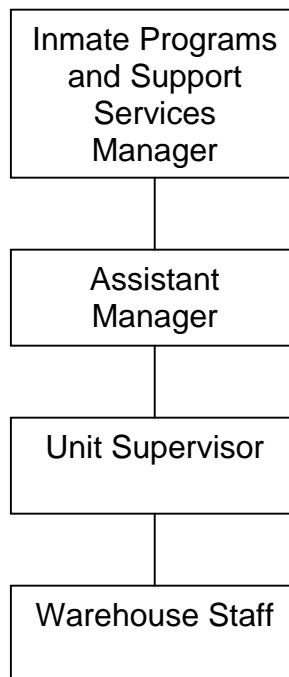 Inmate Programs
and Support
Services
Manager
Assistant
Manager
Unit Supervisor
Warehouse Staff